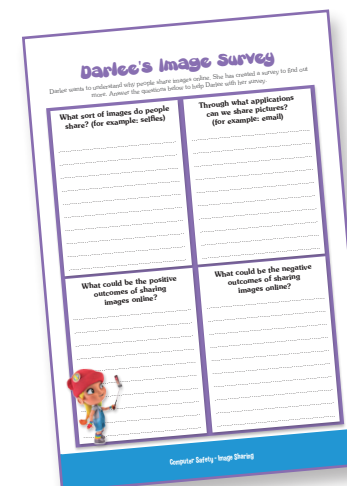 Darlee's Image Survey
Darlee wants to understand why people share images online. She has created a survey to find out
more. Answer the questions below to help Darlee with her survey.
What sort of images do people
share? (for example: selfies)
Through what applications
can we share pictures?
(for example: email)
What could be the positive
outcomes of sharing
images online?
What could be the negative
outcomes of sharing
images online?
Computer Safety - Image Sharing